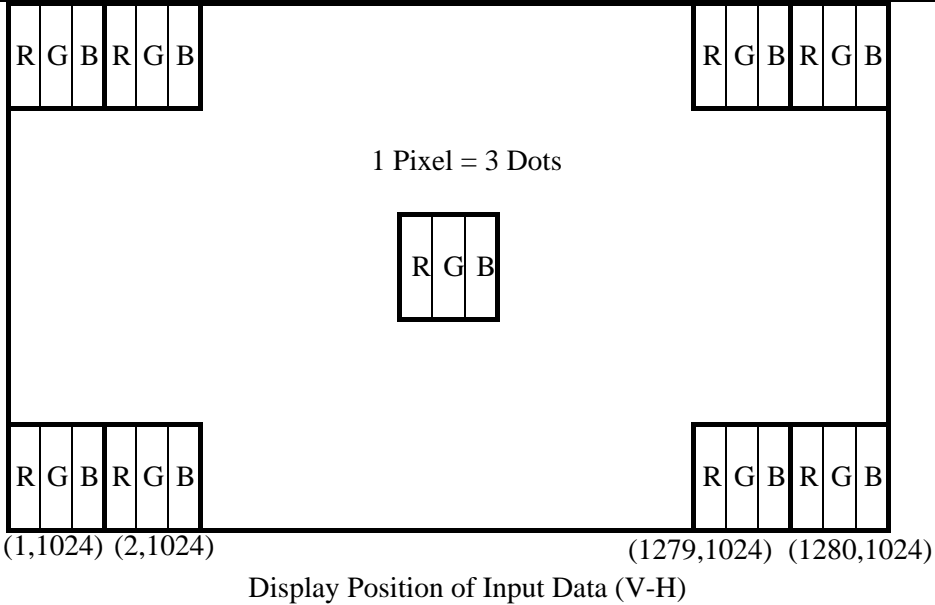 R G B R G B R G B R G B
1 Pixel = 3 Dots
R G B
R G B R G B R G B R G B
(1,1024) (2,1024) (1279,1024) (1280,1024)
Display Position of Input Data (V-H)